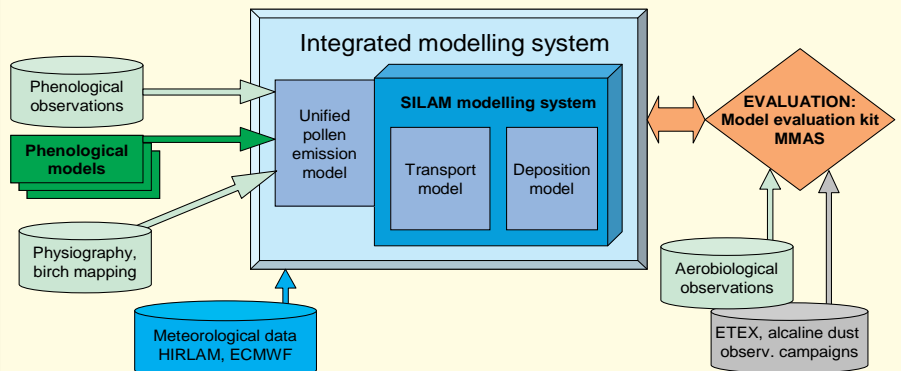 Integrated modelling system
Phenological
observations
Phenological
models
Physiography,
birch mapping
Unified
pollen
emission
model
SILAM modelling system
Transport
model
Deposition
model
EVALUATION:
Model evaluation kit
MMAS
Aerobiological
observations
ETEX, alcaline dust
observ. campaigns
Meteorological data
HIRLAM, ECMWF